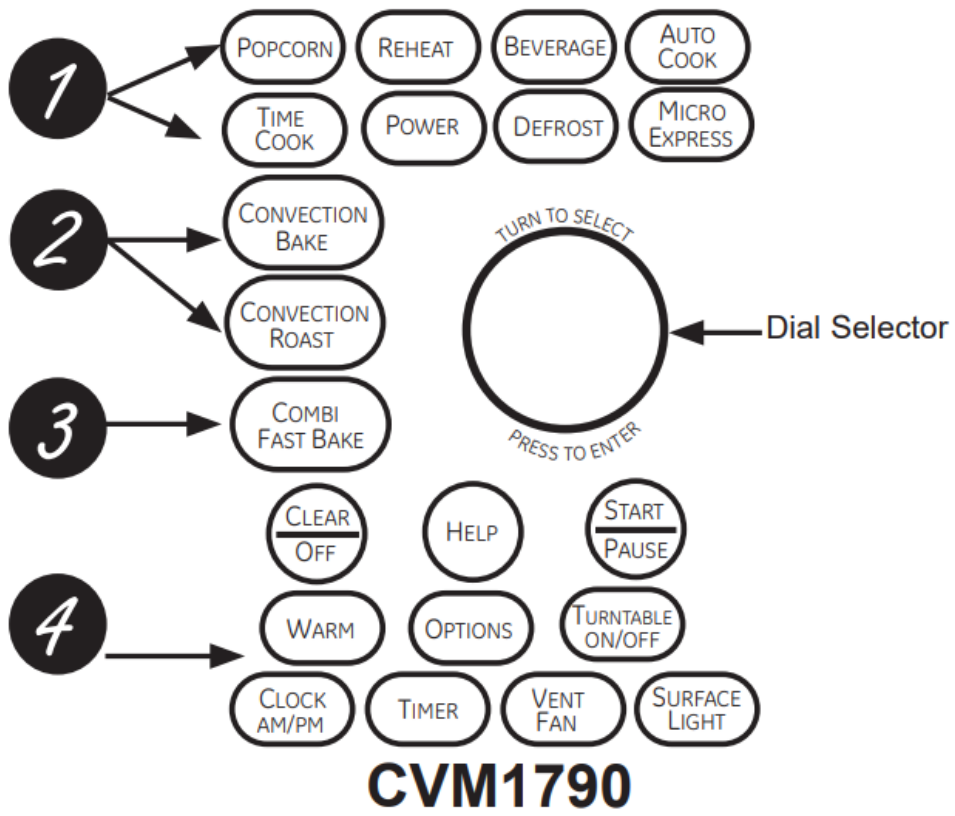 1
POPCORN
REHEAT
BEVERAGE
AUTO
COOK
TIME
COOK
POWER
DEFROST
MICRO
EXPRESS
2
CONVECTION
BAKE
CONVECTION
ROAST
TURN TO SELECT
PRESS TO ENTER
Dial Selector
3
COMBI
FAST BAKE
CLEAR
OFF
HELP
START
PAUSE
4
WARM
OPTIONS
TURNTABLE
ON/OFF
CLOCK
AM/PM
TIMER
VENT
FAN
SURFACE
LIGHT
CVM1790